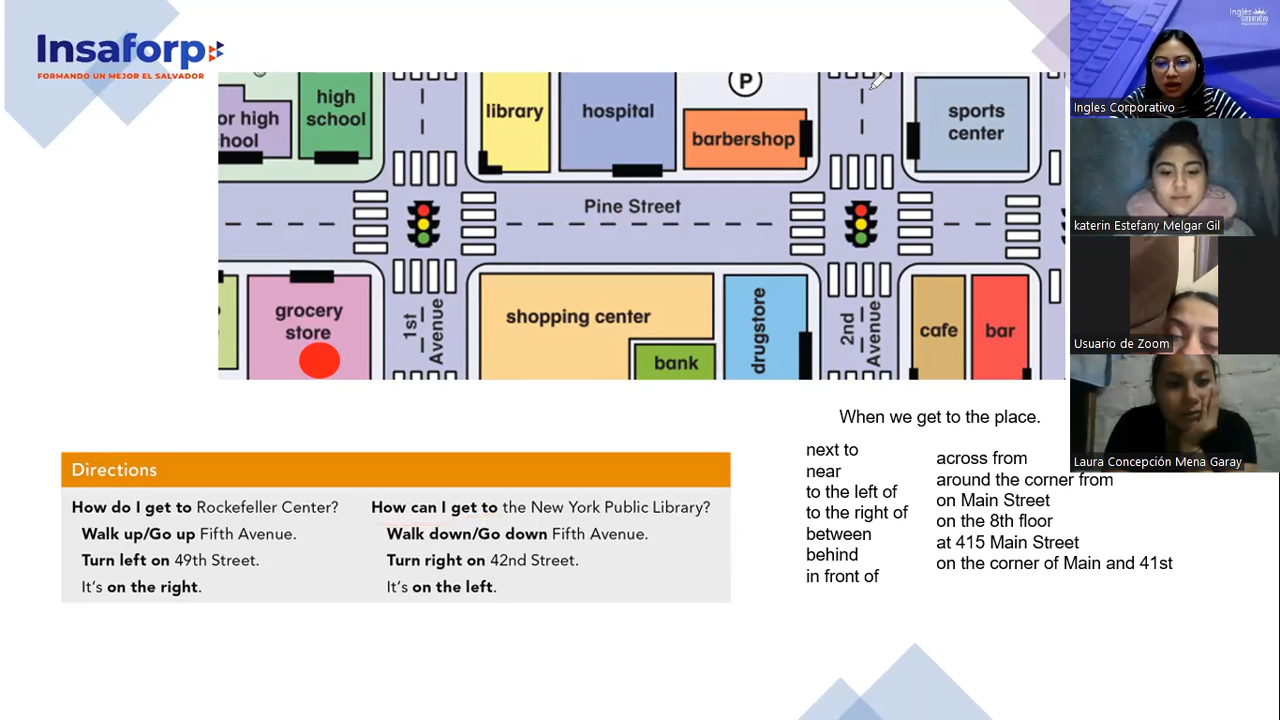 Insaforp
FORMANDO UN MEJOR EL SALVADOR
or high
hool
high
school
library
hospital
P
barbershop
sports
center
Pine Street
grocery
store
1st
Avenue
shopping center
bank
drugstore
2nd
Avenue
cafe
bar
Inglés
Corporativo
Ingles Corporativo
katerin Estefany Melgar Gil
Usuario de Zoom
Laura Concepción Mena Garay
When we get to the place.
next to
near
to the left of
to the right of
between
behind
in front of
across from
around the corner from
on Main Street
on the 8th floor
at 415 Main Street
on the corner of Main and 41st
Directions
How do I get to Rockefeller Center?
Walk up/Go up Fifth Avenue.
Turn left on 49th Street.
It's on the right.
How can I get to the New York Public Library?
Walk down/Go down Fifth Avenue.
Turn right on 42nd Street.
It's on the left.